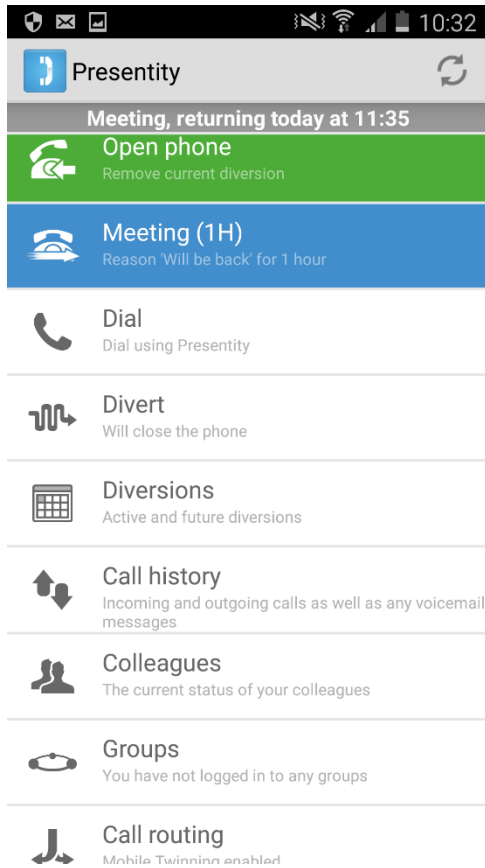 10:32
Presentity
Meeting, returning today at 11:35
Open phone
Remove current diversion
Meeting (1H)
Reason 'Will be back' for 1 hour
Dial
Dial using Presentity
Divert
Will close the phone
Diversions
Active and future diversions
Call history
Incoming and outgoing calls as well as any voicemail
messages
Colleagues
The current status of your colleagues
Groups
You have not logged in to any groups
Call routing
Mobile Twinning enabled